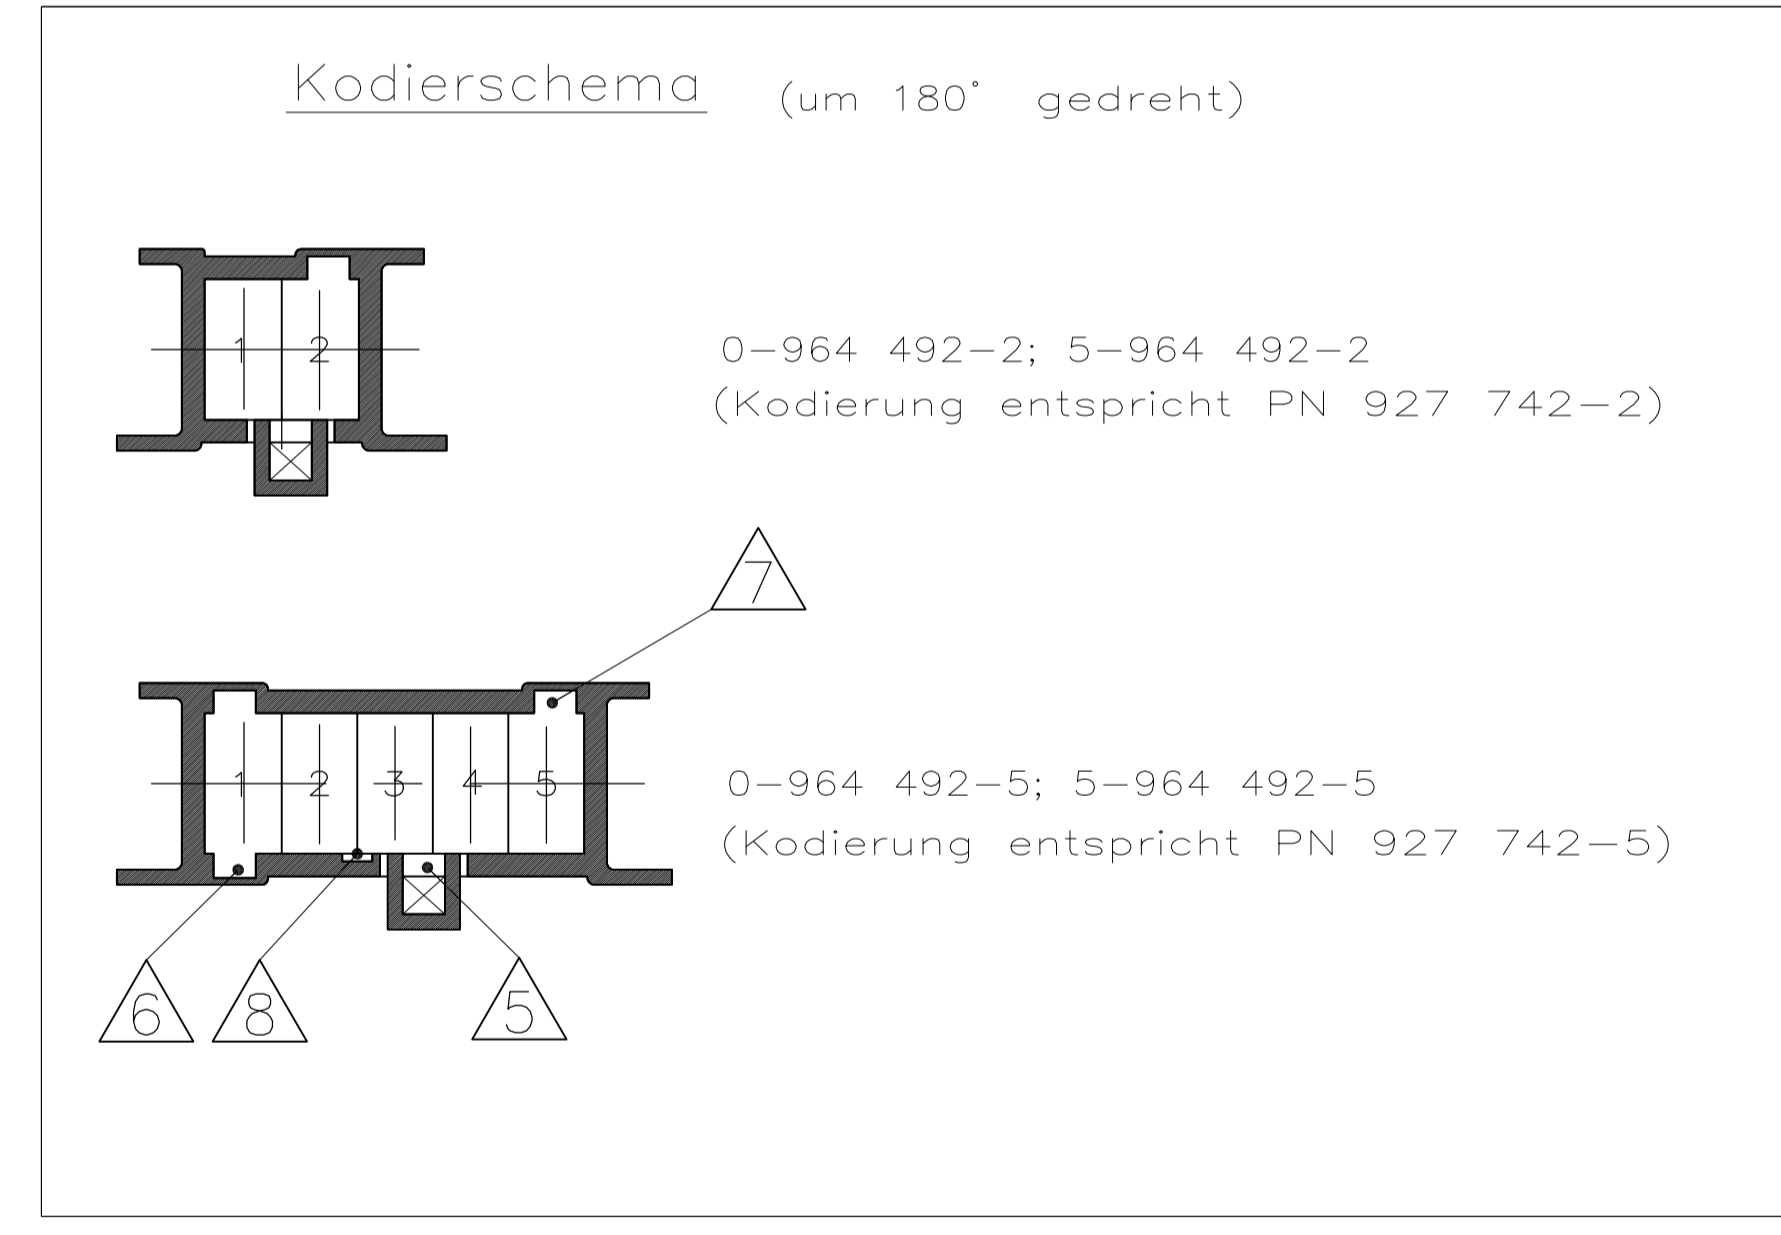 Kodierschema (um 180° gedreht)
1 2
0-964 492-2; 5-964 492-2
(Kodierung entspricht PN 927 742-2)
7
1 2 3 4 5
0-964 492-5; 5-964 492-5
(Kodierung entspricht PN 927 742-5)
6 8 5